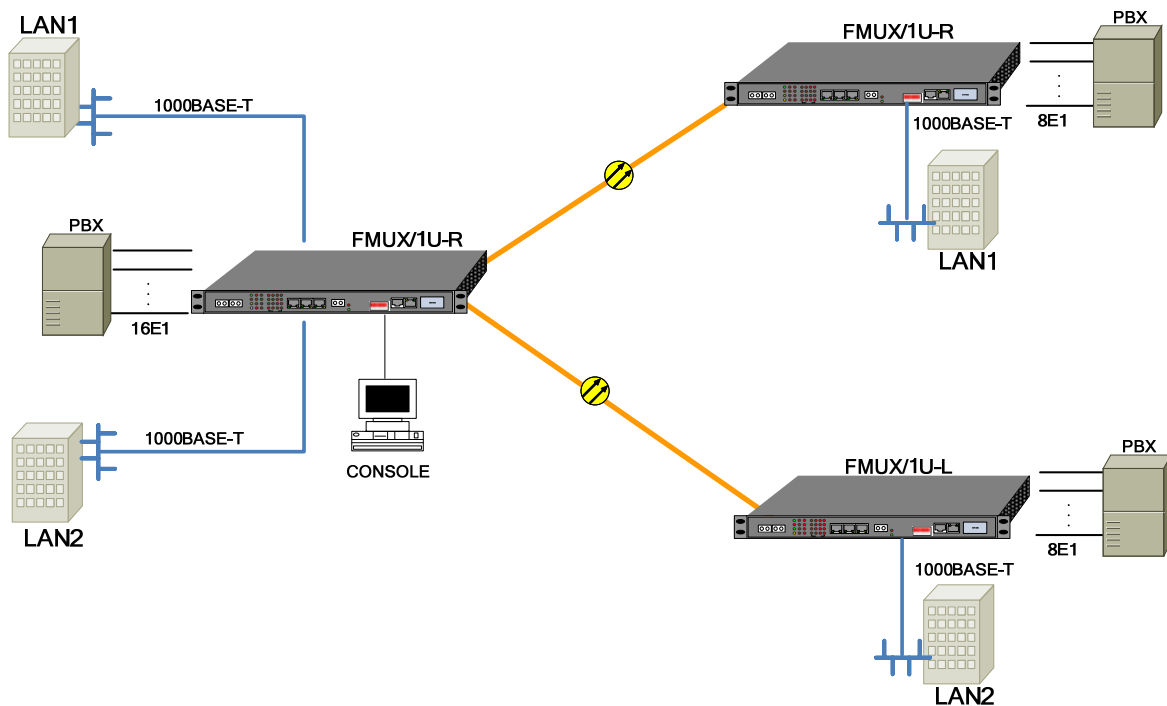 LAN1
1000BASE-T
PBX
16E1
FMUX/1U-R
1000BASE-T
LAN2
CONSOLE
FMUX/1U-R
PBX
8E1
1000BASE-T
LAN1
FMUX/1U-L
PBX
8E1
1000BASE-T
LAN2